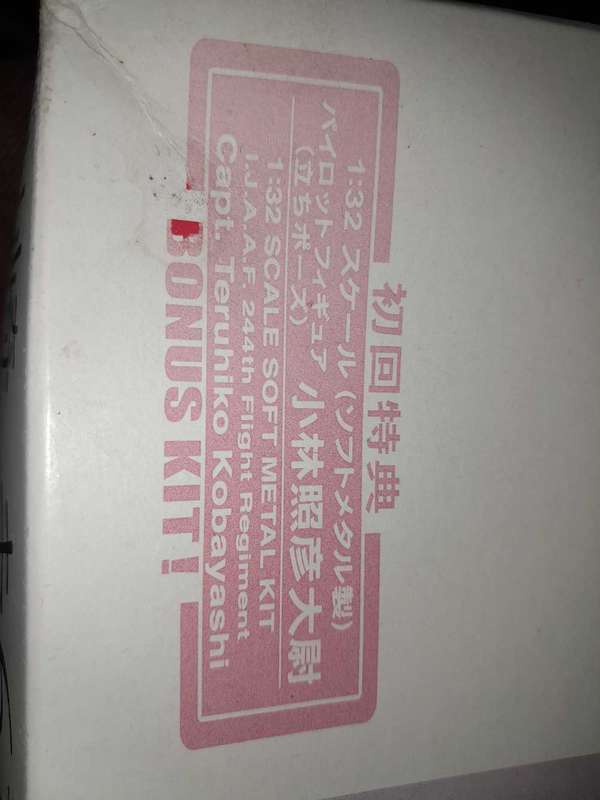 初回特典
1:32 スケール(ソフトメタル製)
パイロットフィギュア
(立ちポーズ) 小林照彦大尉
1:32 SCALE SOFT METAL KIT
I.J.A.A.F. 244th Flight Regiment
Capt. Teruhiko Kobayashi
BONUS KIT!